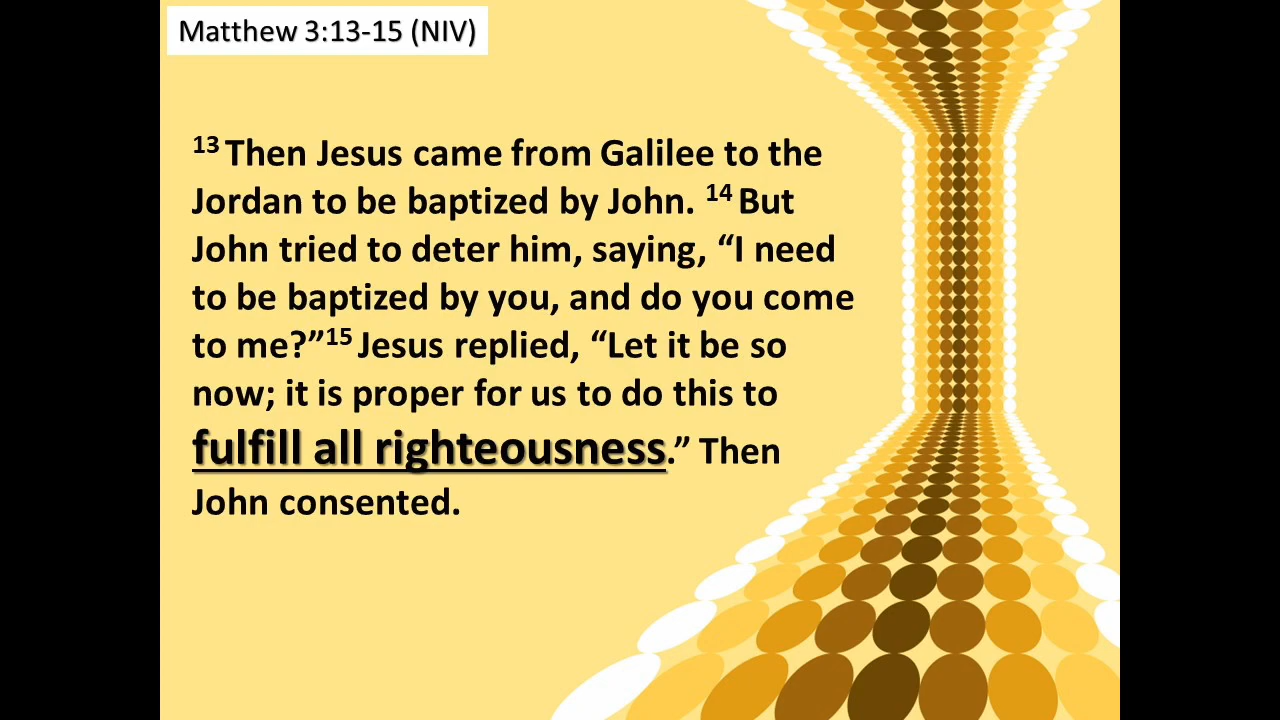 Matthew 3:13-15 (NIV)
13 Then Jesus came from Galilee to the
Jordan to be baptized by John. 14 But
John tried to deter him, saying, “I need
to be baptized by you, and do you come
to me?”15 Jesus replied, “Let it be so
now; it is proper for us to do this to
fulfill all righteousness.” Then
John consented.